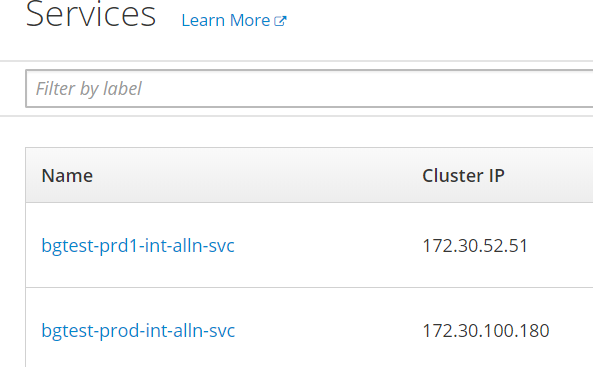 Services Learn More
Filter by label
Name Cluster IP
bgtest-prd1-int-alln-svc 172.30.52.51
bgtest-prod-int-alln-svc 172.30.100.180